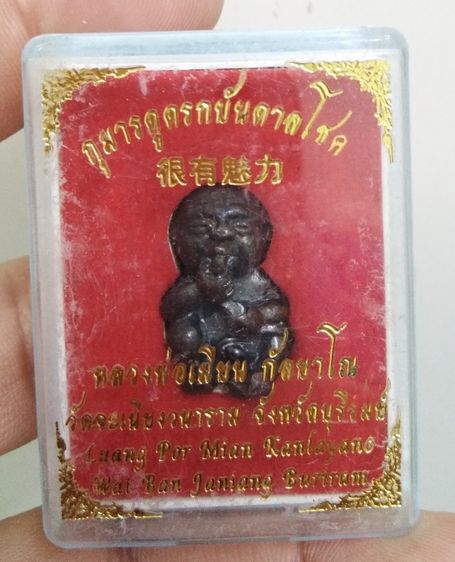 กุมารดูดรกบันดาลโชค
很有魅力
หลวงพ่อเมียน กัลยาโณ
วัดจะเนียงวนาราม จังหวัดบุรีรัมย์
Luang Por Mian Kanlayano
Wat Ban Janiang Burirum